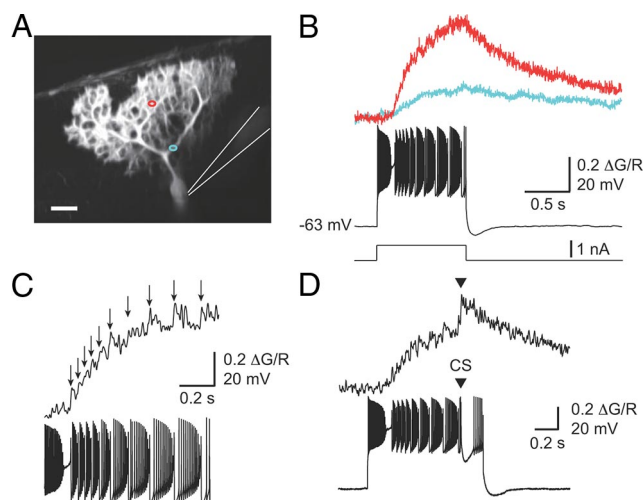 A
B
0.2 ΔG/R
20 mV
0.5 s
-63 mV
1 nA
C
0.2 ΔG/R
20 mV
0.2 s
D
CS
0.2 ΔG/R
20 mV
0.2 s